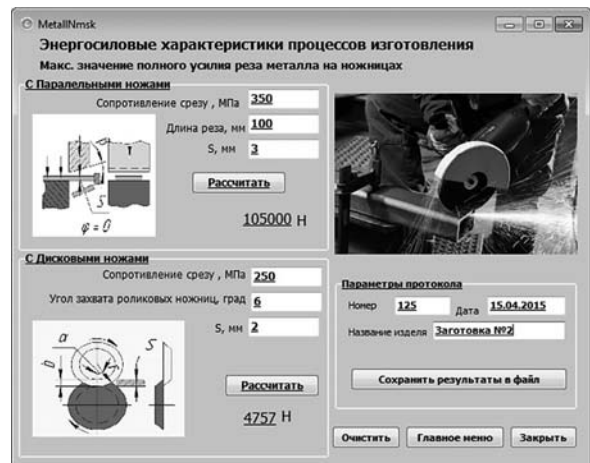 MetallNmsk
Энергосиловые характеристики процессов изготовления
Макс. значение полного усилия реза металла на ножницах
С Паралельными ножами
Сопротивление срезу , МПа 350
Длина реза, мм 100
S, мм 3
S
φ = 0
Рассчитать
105000 Н
С Дисковыми ножами
Сопротивление срезу , МПа 250
Угол захвата роликовых ножниц, град 6
S, мм 2
α
S
b
Рассчитать
4757 Н
Параметры протокола
Номер 125 Дата 15.04.2015
Название изделя Заготовка №2
Сохранить результаты в файл
Очистить Главное меню Закрыть